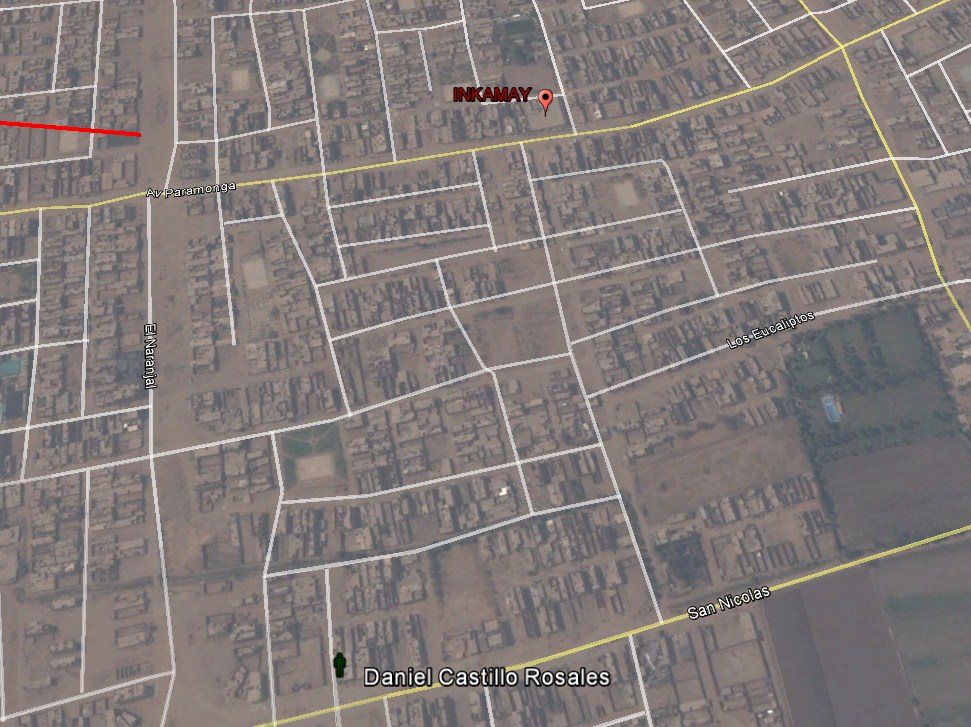 INKAMAY
Av Paramonga
El Naranjal
Los Eucaliptos
San Nicolas
Daniel Castillo Rosales